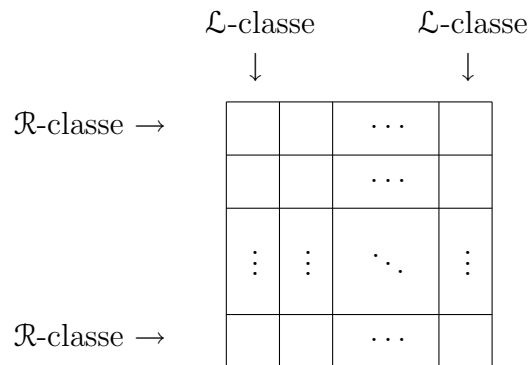 ℒ-classe ℒ-classe
↓ ↓
ℛ-classe → ⋯
⋯
⋮ ⋮ ⋱ ⋮
ℛ-classe → ⋯